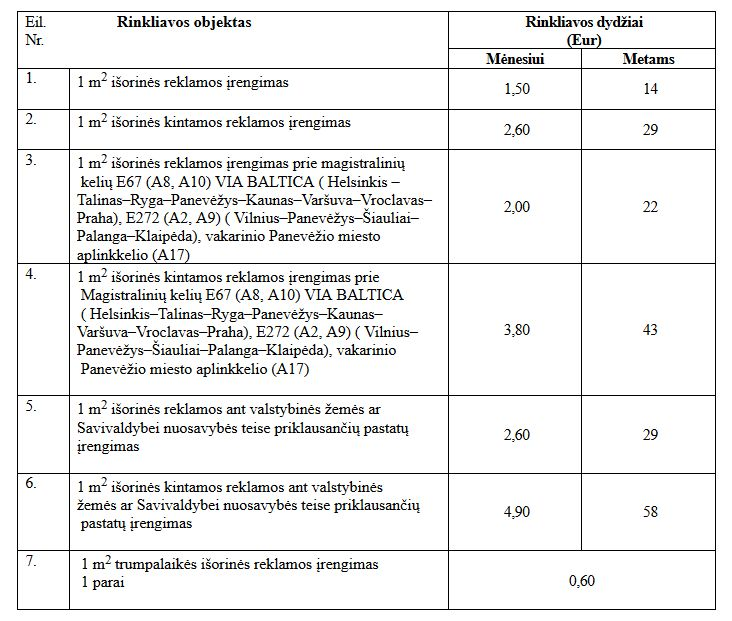 Eil. Nr.
Rinkliavos objektas
Rinkliavos dydžiai
(Eur)
Mėnesiui
Metams
1.
1 m2 išorinės reklamos įrengimas
1,50
14
2.
1 m2 išorinės kintamos reklamos įrengimas
2,60
29
3.
1 m2 išorinės reklamos įrengimas prie magistralinių
kelių E67 (A8, A10) VIA BALTICA ( Helsinkis –
Talinas–Ryga–Panevėžys–Kaunas–Varšuva–Vroclavas–
Praha), E272 (A2, A9) ( Vilnius–Panevėžys–Šiauliai–
Palanga–Klaipėda), vakarinio Panevėžio miesto
aplinkkelio (A17)
2,00
22
4.
1 m2 išorinės kintamos reklamos įrengimas prie
Magistralinių kelių E67 (A8, A10) VIA BALTICA
( Helsinkis–Talinas–Ryga–Panevėžys–Kaunas–
Varšuva–Vroclavas–Praha), E272 (A2, A9) ( Vilnius–
Panevėžys–Šiauliai–Palanga–Klaipėda), vakarinio
Panevėžio miesto aplinkkelio (A17)
3,80
43
5.
1 m2 išorinės reklamos ant valstybinės žemės ar
Savivaldybei nuosavybės teise priklausančių pastatų
įrengimas
2,60
29
6.
1 m2 išorinės kintamos reklamos ant valstybinės
žemės ar Savivaldybei nuosavybės teise priklausančių
pastatų įrengimas
4,90
58
7.
1 m2 trumpalaikės išorinės reklamos įrengimas
1 parai
0,60